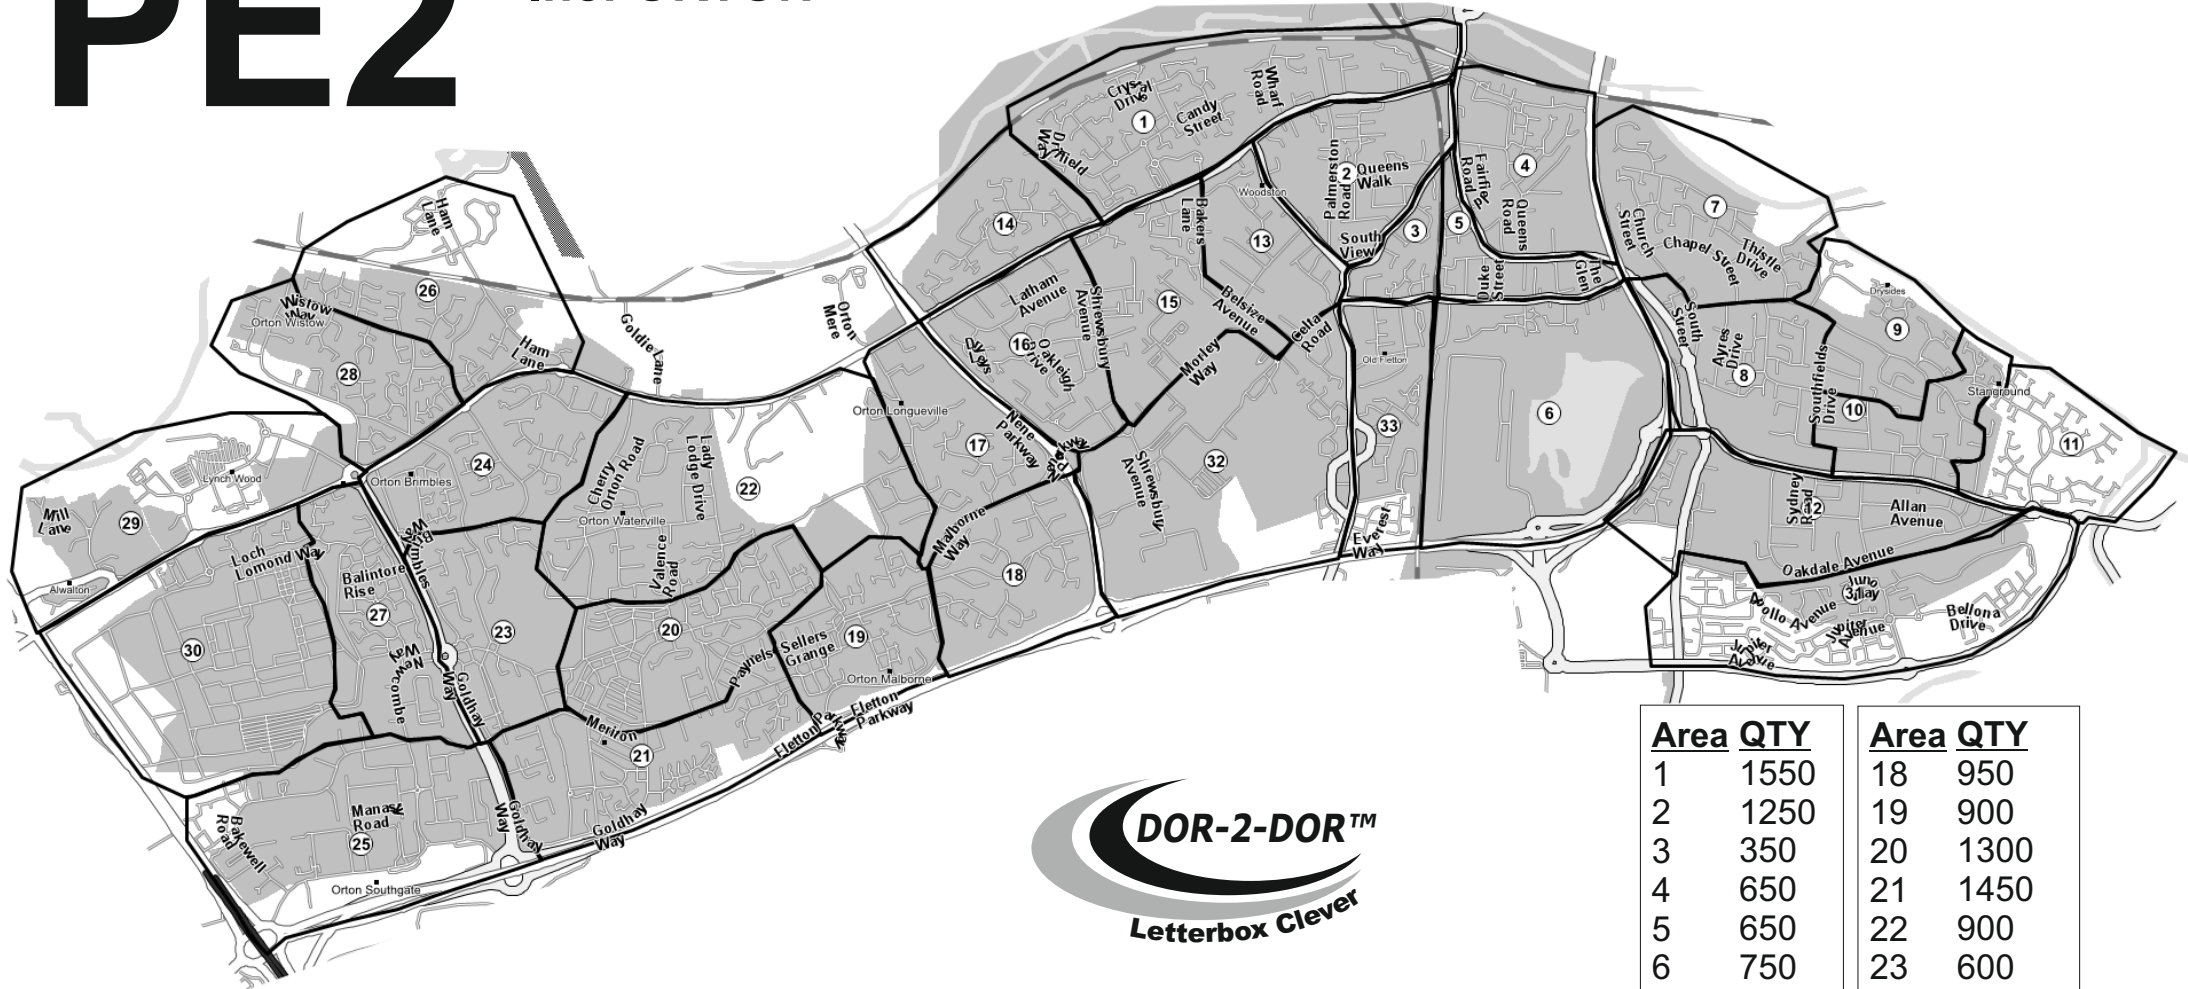 PE2
Crystal
Drive
Candy
Street
Wharf
Road
1
Dryfield
Way
Palmerston
Road
2
Queens
Walk
Fairfield
Road
4
Queens
Road
Woodston
14
Bakers
Lane
13
South
View
3
5
Church
Street
7
Chapel Street
Thistle
Drive
Ham
Lane
26
Wistow
Way
Orton Wistow
28
Ham
Lane
Goldie Lane
Orton
Mere
Latham
Avenue
Shrewsbury
Avenue
15
Belsize
Avenue
Celta
Road
Duke
Street
The
Glen
South
Street
Drysides
9
16
Oakleigh
Drive
Morley
Way
Old Fletton
Ayres
Drive
8
Southfields
Drive
10
Stanground
11
Orton Longueville
17
Nene
Parkway
6
33
32
Shrewsbury
Avenue
24
Cherry
Orton Road
Lady
Lodge Drive
22
Orton Brimbles
Lynch Wood
Mill
Lane
29
Orton Waterville
Brimbles
Way
Malborne
Way
Everest
Way
Sydney
Road
12
Allan
Avenue
Loch
Lomond Way
Balintore
Rise
27
Valence
Road
18
Oakdale Avenue
Juno
Way
31
Apollo Avenue
Jupiter
Avenue
Jupiter
Avenue
Bellona
Drive
Alwalton
30
23
20
Sellers
Grange
19
Paynels
Newcombe
Way
Goldhay
Way
Orton Malborne
Fletton
Parkway
Fletton
Parkway
Meriton
21
Manasty
Road
25
Bakewell
Road
Goldhay
Way
Goldhay
Way
Orton Southgate
DOR-2-DOR™
Letterbox Clever
Area QTY
1 1550
2 1250
3 350
4 650
5 650
6 750
Area QTY
18 950
19 900
20 1300
21 1450
22 900
23 600